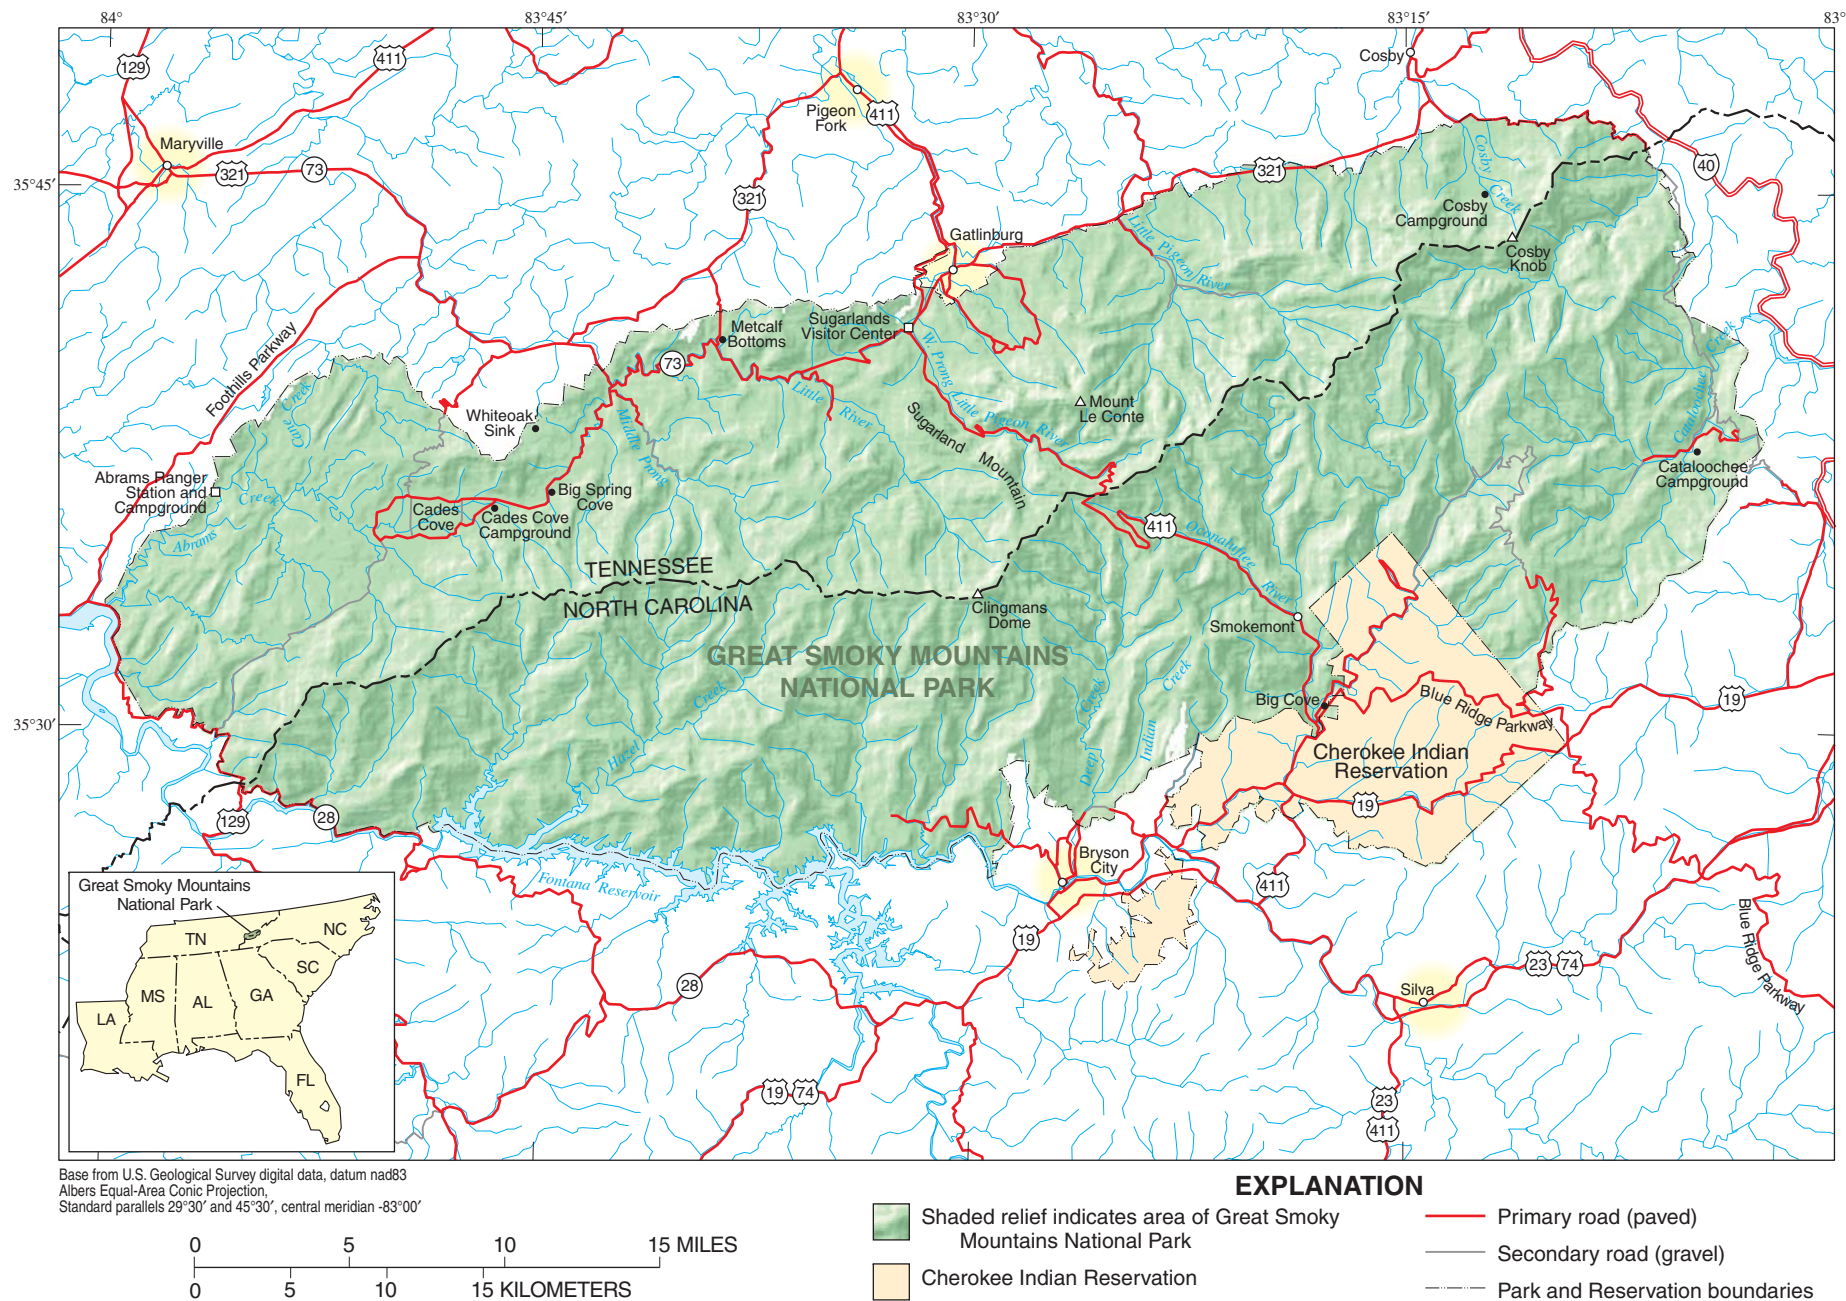 84°
83°45′
83°30′
83°15′
83°
129
411
Cosby
Pigeon
Fork
411
Maryville
321
73
35°45′
321
321
40
Cosby
Creek
Cosby
Campground
Gatlinburg
Little Pigeon River
Cosby
Knob
Metcalf
Bottoms
Sugarlands
Visitor Center
Foothills Parkway
73
W. Prong Little Pigeon River
Cataloochee Creek
Cane Creek
Little River
Mount
Le Conte
Whiteoak
Sink
Middle Prong
Sugarland Mountain
Abrams Ranger
Station and
Campground
Cataloochee
Campground
Abrams Creek
Big Spring
Cove
Cades
Cove
Cades Cove
Campground
411
Oconaluftee River
TENNESSEE
NORTH CAROLINA
Clingmans
Dome
Smokemont
GREAT SMOKY MOUNTAINS
NATIONAL PARK
Hazel Creek
Deep Creek
Indian Creek
Big Cove
Blue Ridge Parkway
19
35°30′
Cherokee Indian
Reservation
19
129
28
Bryson
City
Fontana Reservoir
411
Great Smoky Mountains
National Park
TN
NC
SC
MS
AL
GA
LA
FL
19
28
23
74
Blue Ridge Parkway
Silva
19
74
23
411
Base from U.S. Geological Survey digital data, datum nad83
Albers Equal-Area Conic Projection,
Standard parallels 29°30′ and 45°30′, central meridian -83°00′
0 5 10 15 MILES
0 5 10 15 KILOMETERS
EXPLANATION
Shaded relief indicates area of Great Smoky
Mountains National Park
Cherokee Indian Reservation
Primary road (paved)
Secondary road (gravel)
Park and Reservation boundaries